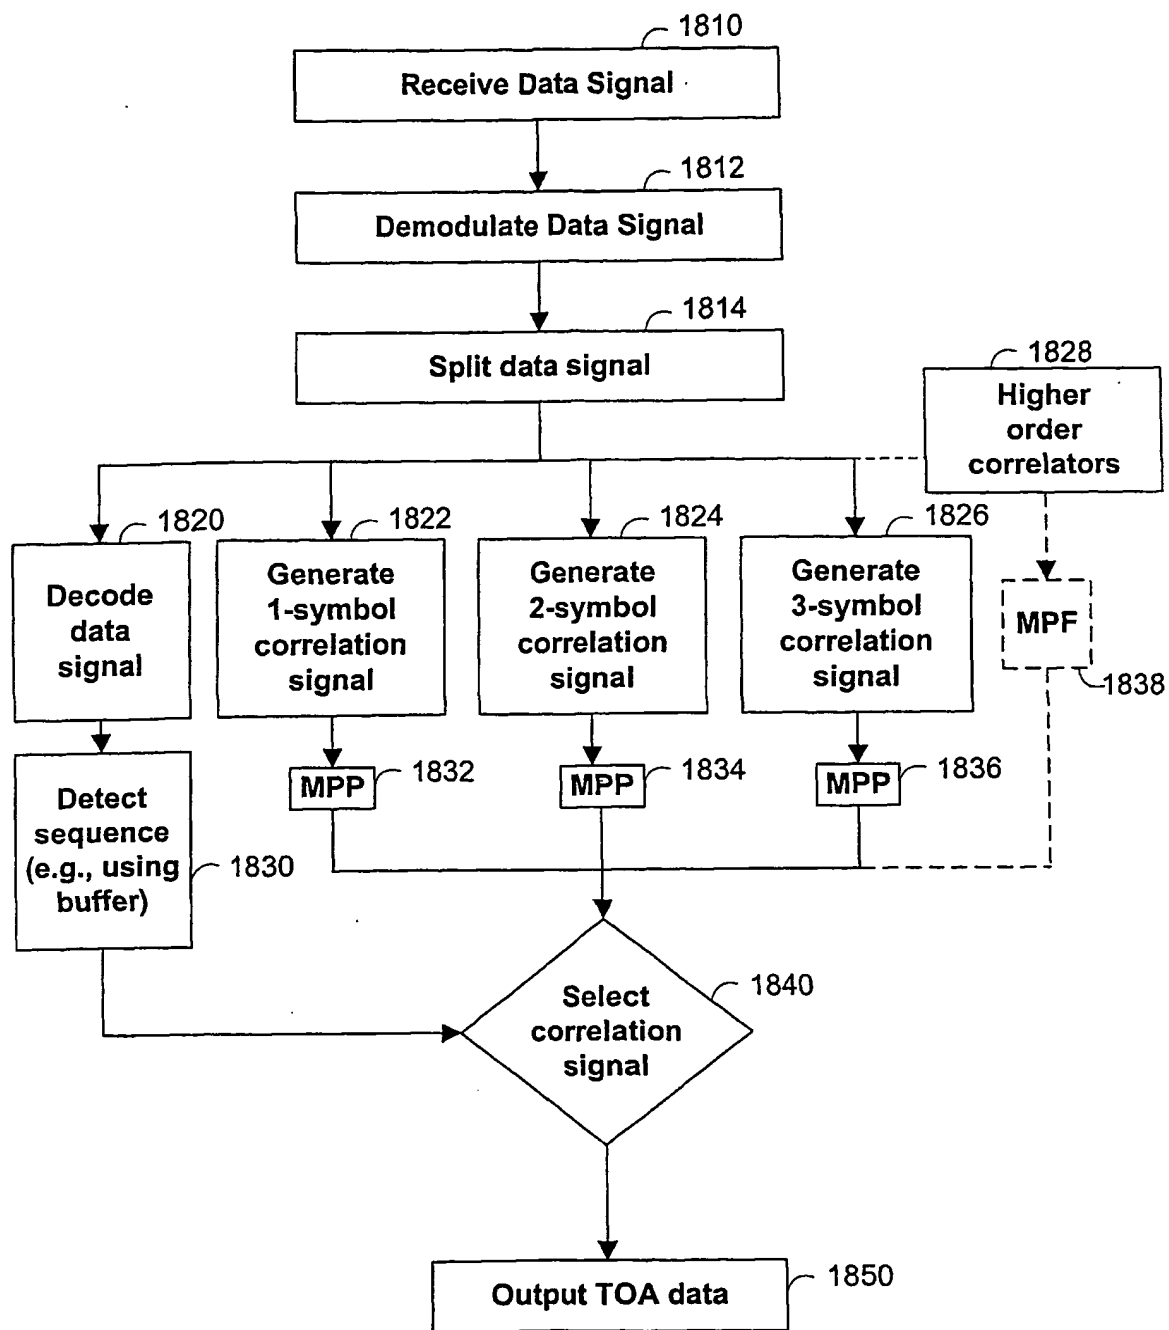 1810
Receive Data Signal
1812
Demodulate Data Signal
1814
Split data signal
1828
Higher
order
correlators
1820
Decode
data
signal
1822
Generate
1-symbol
correlation
signal
1824
Generate
2-symbol
correlation
signal
1826
Generate
3-symbol
correlation
signal
MPF
1838
Detect
sequence
(e.g., using
buffer)
1830
MPP
1832
MPP
1834
MPP
1836
Select
correlation
signal
1840
Output TOA data
1850